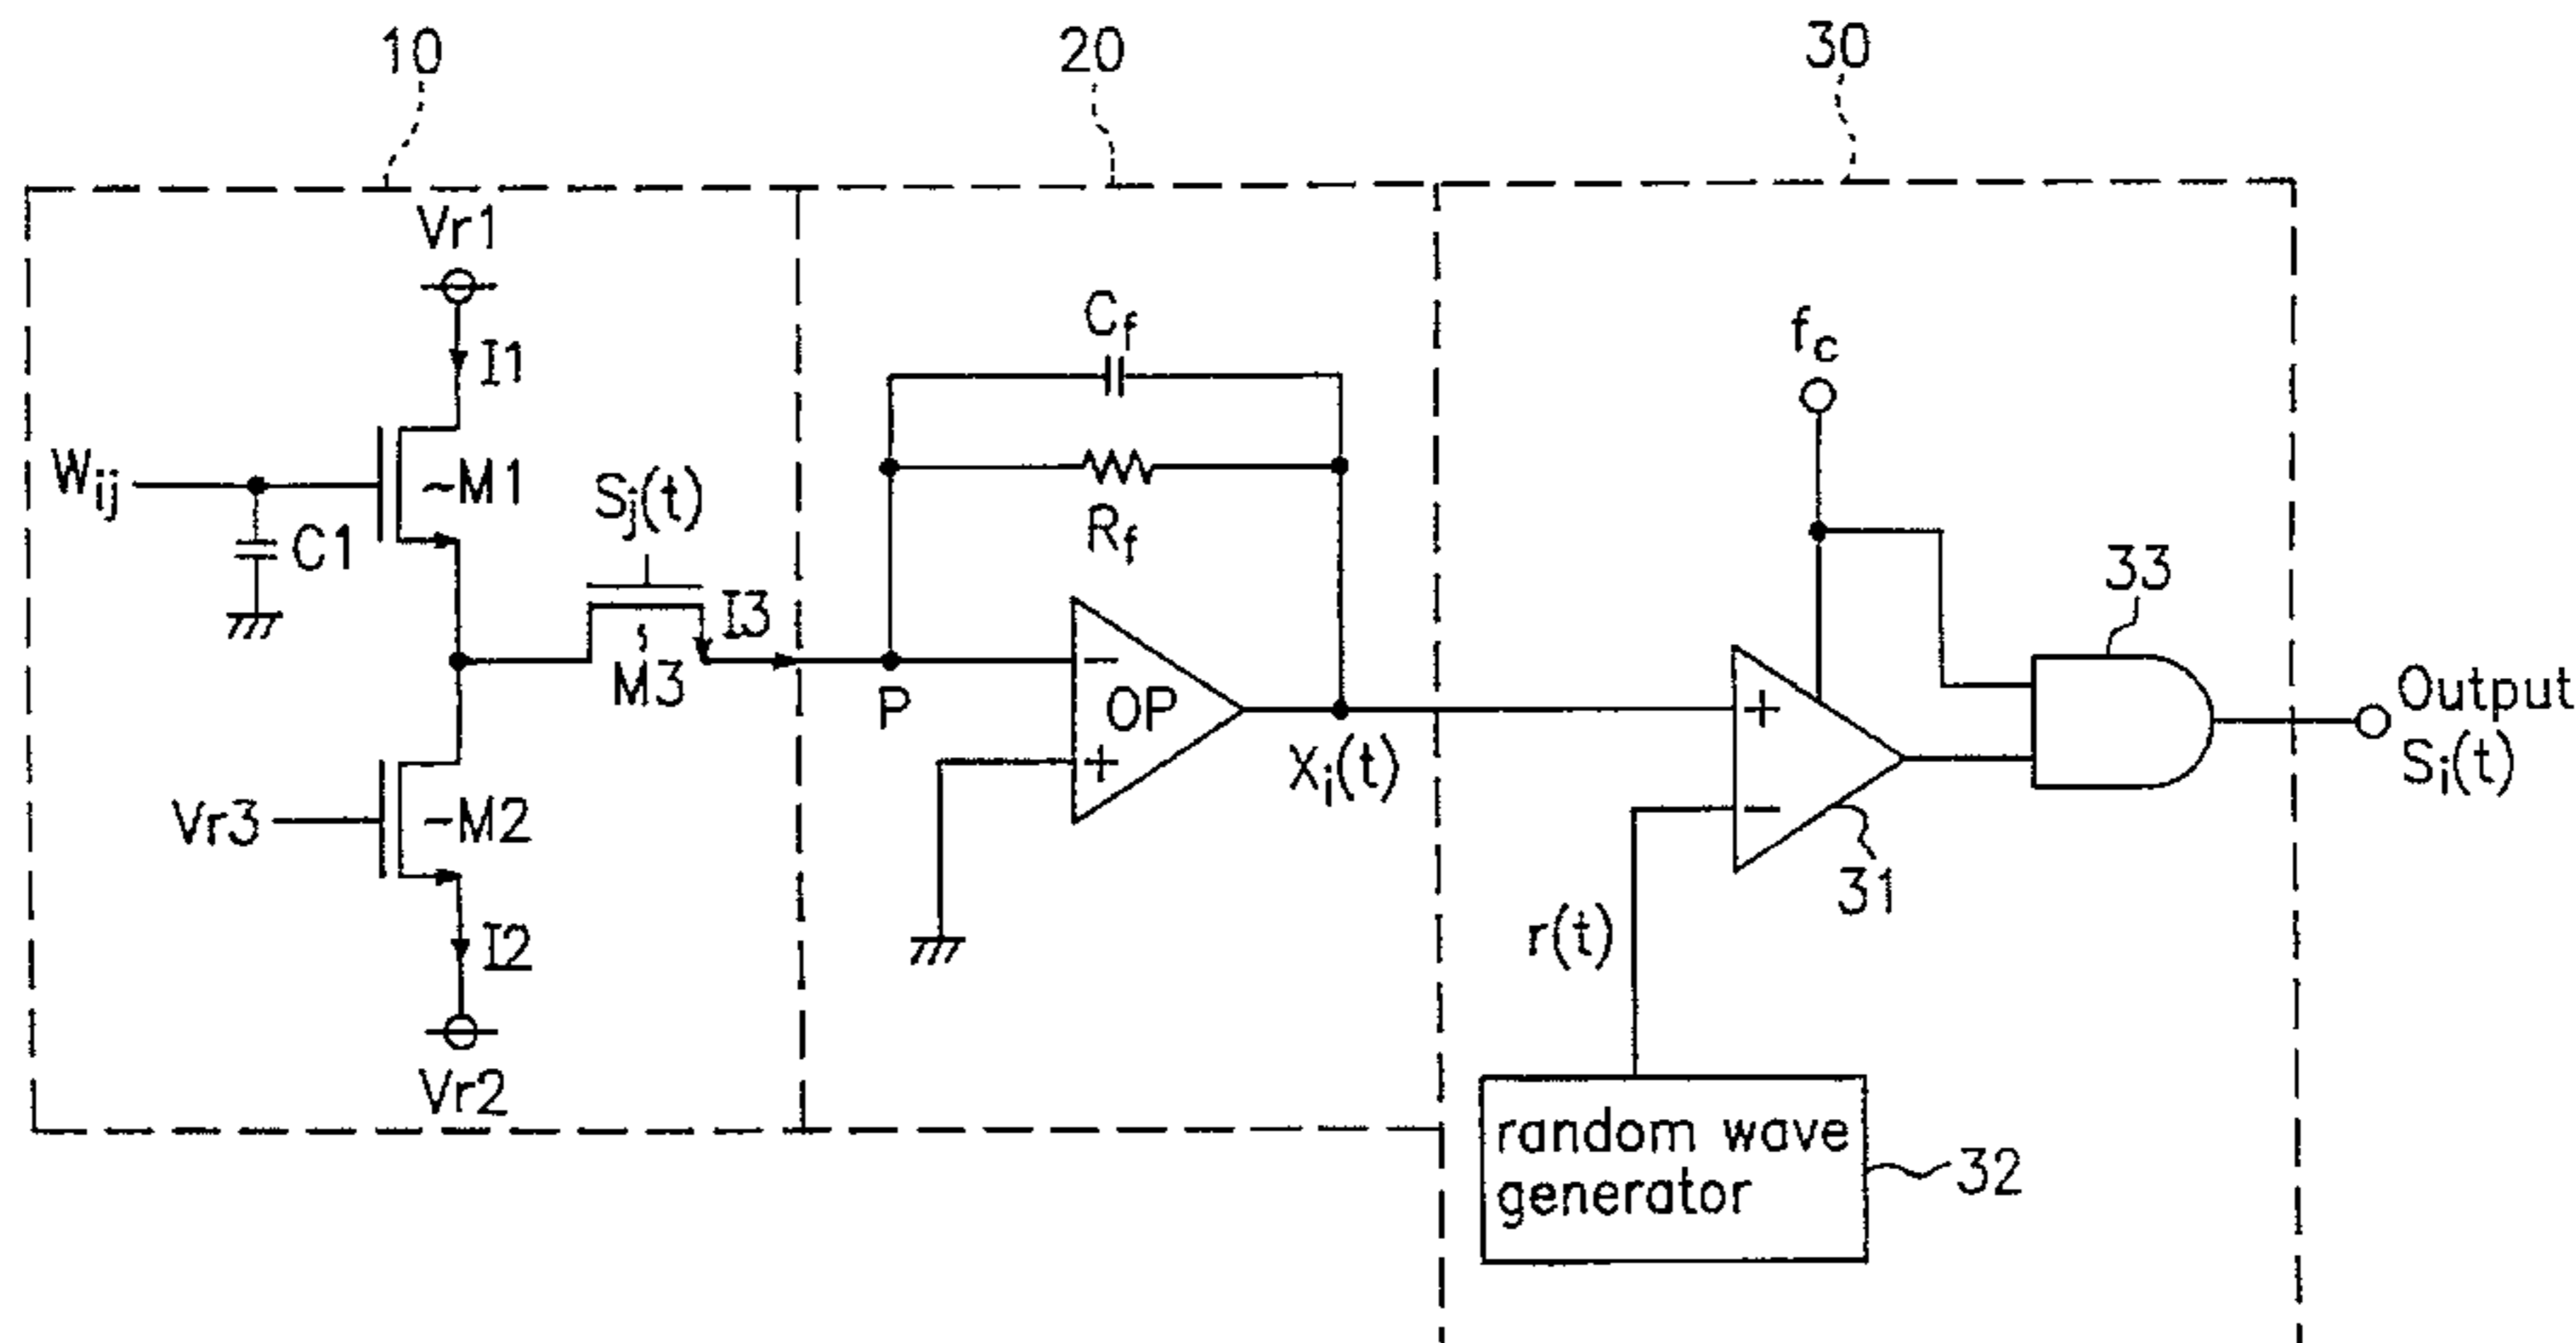 10
20
30
Vr1
I1
Wij
C1
~M1
Sj(t)
M3
I3
Vr3
M2
I2
Vr2
Cf
Rf
P
OP
Xi(t)
fc
33
31
r(t)
random wave
generator
32
Output
Si(t)